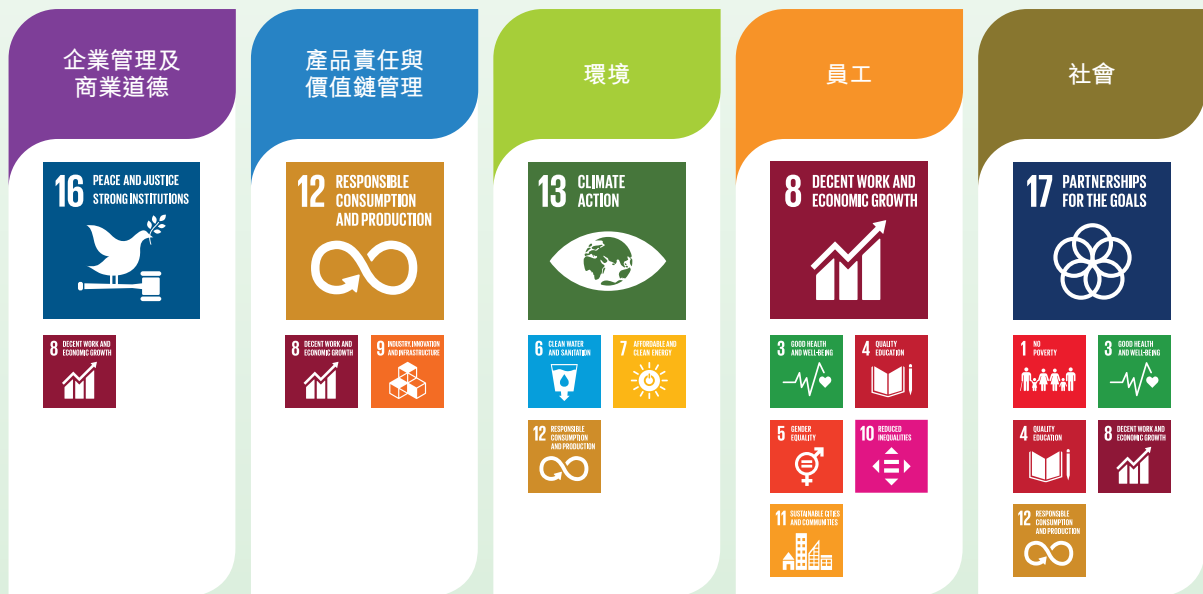 企業管理及
商業道德
16 PEACE AND JUSTICE
STRONG INSTITUTIONS
8 DECENT WORK AND
ECONOMIC GROWTH
產品責任與
價值鏈管理
12 RESPONSIBLE
CONSUMPTION
AND PRODUCTION
8 DECENT WORK AND
ECONOMIC GROWTH
9 INDUSTRY, INNOVATION
AND INFRASTRUCTURE
環境
13 CLIMATE
ACTION
6 CLEAN WATER
AND SANITATION
7 AFFORDABLE AND
CLEAN ENERGY
12 RESPONSIBLE
CONSUMPTION
AND PRODUCTION
員工
8 DECENT WORK AND
ECONOMIC GROWTH
3 GOOD HEALTH
AND WELL-BEING
4 QUALITY
EDUCATION
5 GENDER
EQUALITY
10 REDUCED
INEQUALITIES
11 SUSTAINABLE CITIES
AND COMMUNITIES
社會
17 PARTNERSHIPS
FOR THE GOALS
1 NO
POVERTY
3 GOOD HEALTH
AND WELL-BEING
4 QUALITY
EDUCATION
8 DECENT WORK AND
ECONOMIC GROWTH
12 RESPONSIBLE
CONSUMPTION
AND PRODUCTION